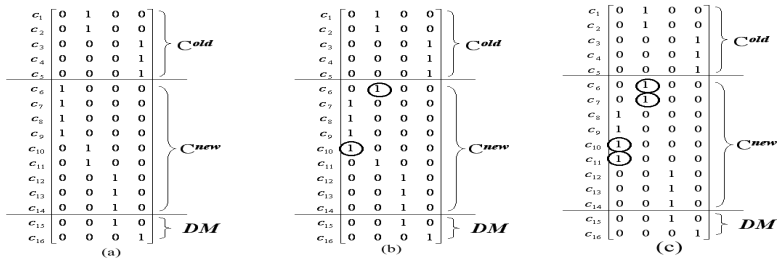 c1 0 1 0 0
c2 0 1 0 0
c3 0 0 0 1
c4 0 0 0 1
c5 0 0 0 1
Cold
c6 1 0 0 0
c7 1 0 0 0
c8 1 0 0 0
c9 1 0 0 0
c10 0 1 0 0
c11 0 1 0 0
c12 0 0 1 0
c13 0 0 1 0
c14 0 0 1 0
Cnew
c15 0 0 1 0
c16 0 0 0 1
DM
(a)
c1 0 1 0 0
c2 0 1 0 0
c3 0 0 0 1
c4 0 0 0 1
c5 0 0 0 1
Cold
c6 0 1 0 0
c7 1 0 0 0
c8 1 0 0 0
c9 1 0 0 0
c10 1 0 0 0
c11 0 1 0 0
c12 0 0 1 0
c13 0 0 1 0
c14 0 0 1 0
Cnew
c15 0 0 1 0
c16 0 0 0 1
DM
(b)
c1 0 1 0 0
c2 0 1 0 0
c3 0 0 0 1
c4 0 0 0 1
c5 0 0 0 1
Cold
c6 0 1 0 0
c7 0 1 0 0
c8 1 0 0 0
c9 1 0 0 0
c10 1 0 0 0
c11 1 0 0 0
c12 0 0 1 0
c13 0 0 1 0
c14 0 0 1 0
Cnew
c15 0 0 1 0
c16 0 0 0 1
DM
(c)